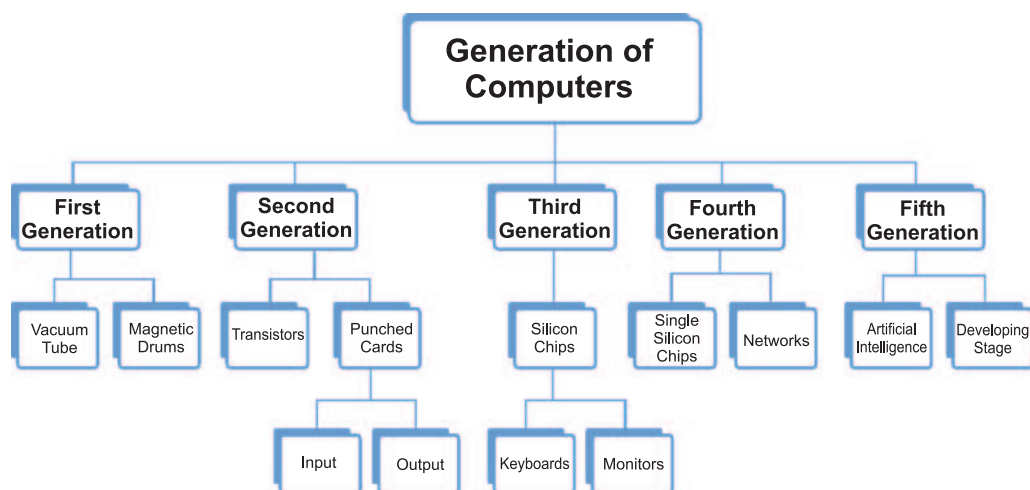 Generation of
Computers
First
Generation
Second
Generation
Third
Generation
Fourth
Generation
Fifth
Generation
Vacuum
Tube
Magnetic
Drums
Transistors
Punched
Cards
Silicon
Chips
Single
Silicon
Chips
Networks
Artificial
Intelligence
Developing
Stage
Input
Output
Keyboards
Monitors